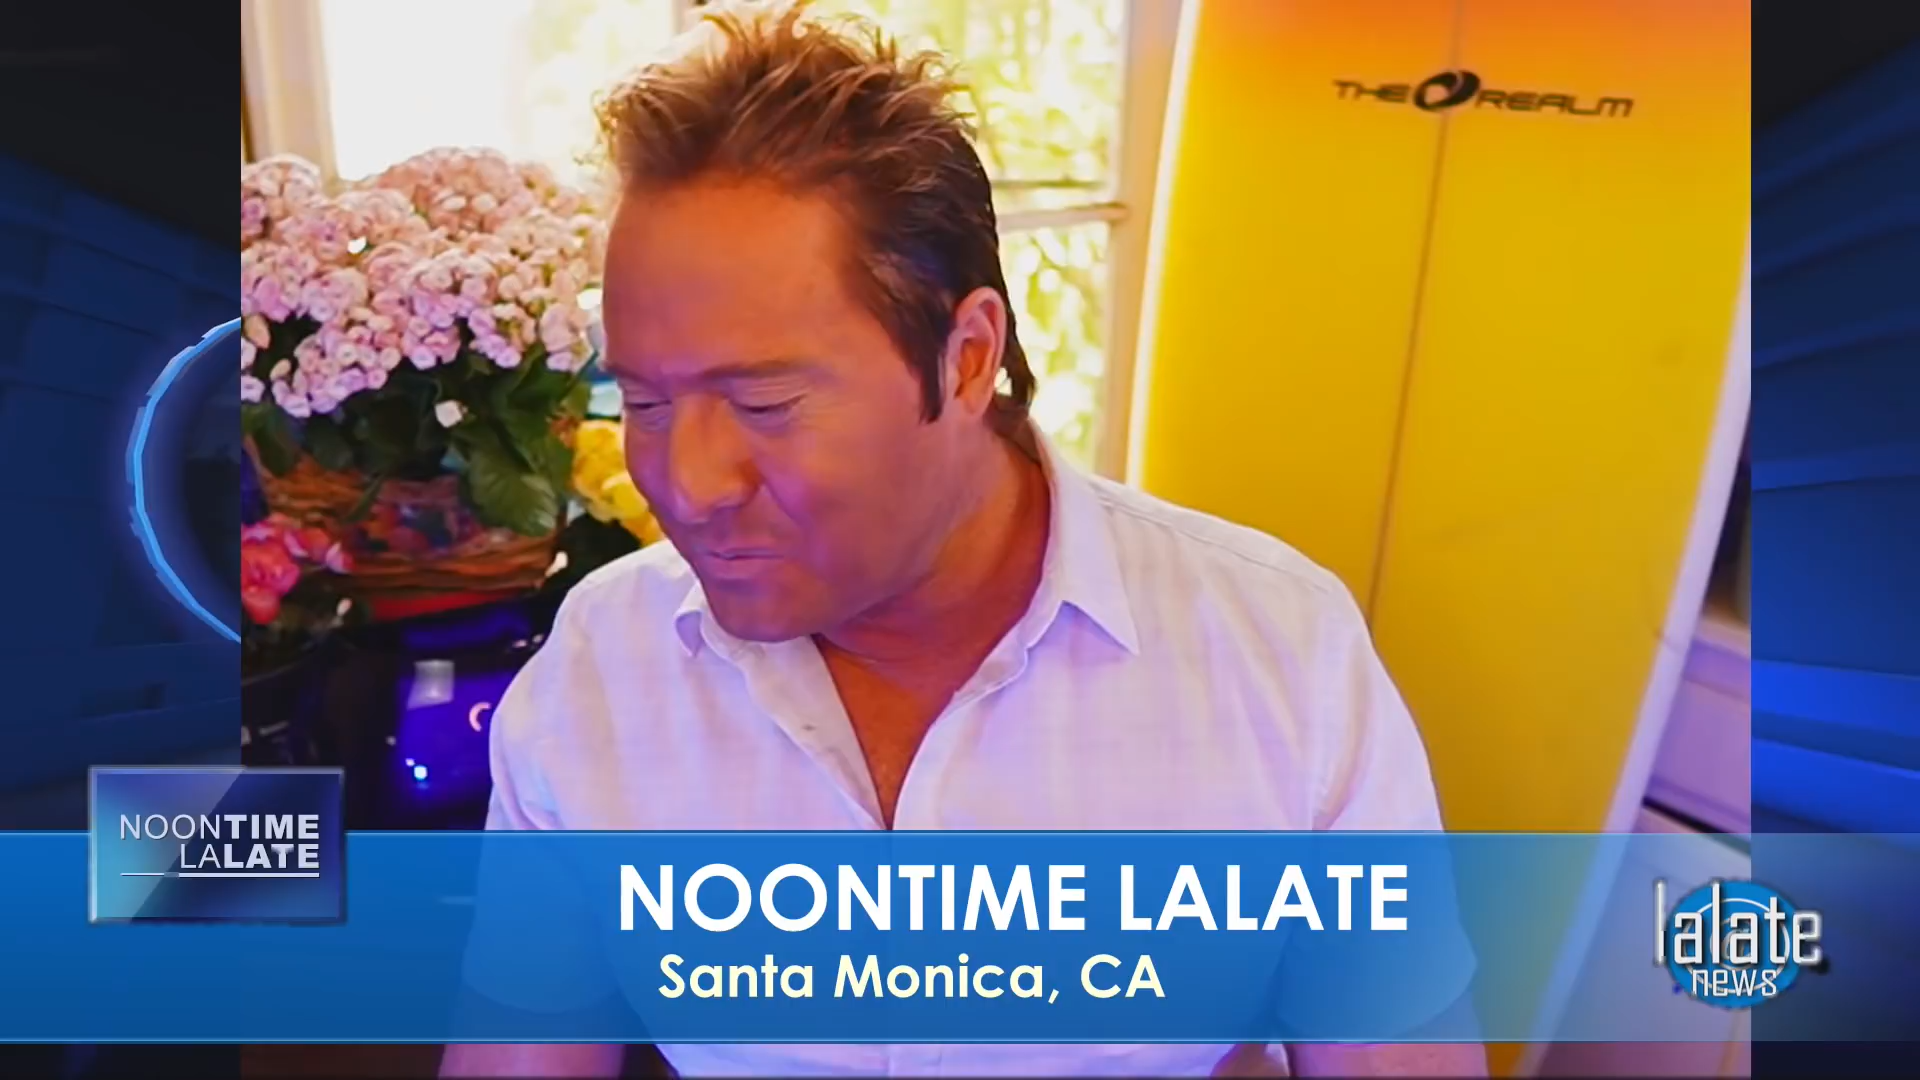 THE REALM
NOONTIME
LALATE
NOONTIME LALATE
Santa Monica, CA
lalate
news